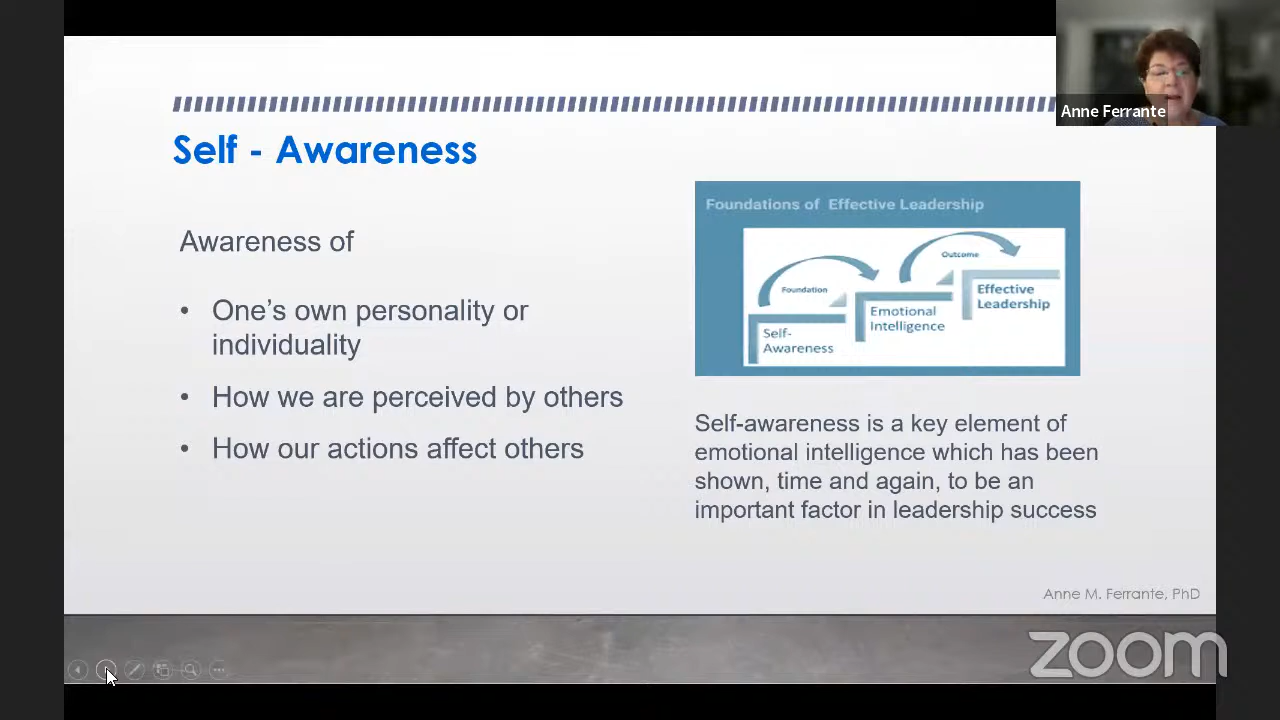 Anne Ferrante
Self - Awareness
Awareness of
• One’s own personality or
individuality
• How we are perceived by others
• How our actions affect others
Foundations of Effective Leadership
Foundation
Outcome
Self-
Awareness
Emotional
Intelligence
Effective
Leadership
Self-awareness is a key element of
emotional intelligence which has been
shown, time and again, to be an
important factor in leadership success
Anne M. Ferrante, PhD
zoom